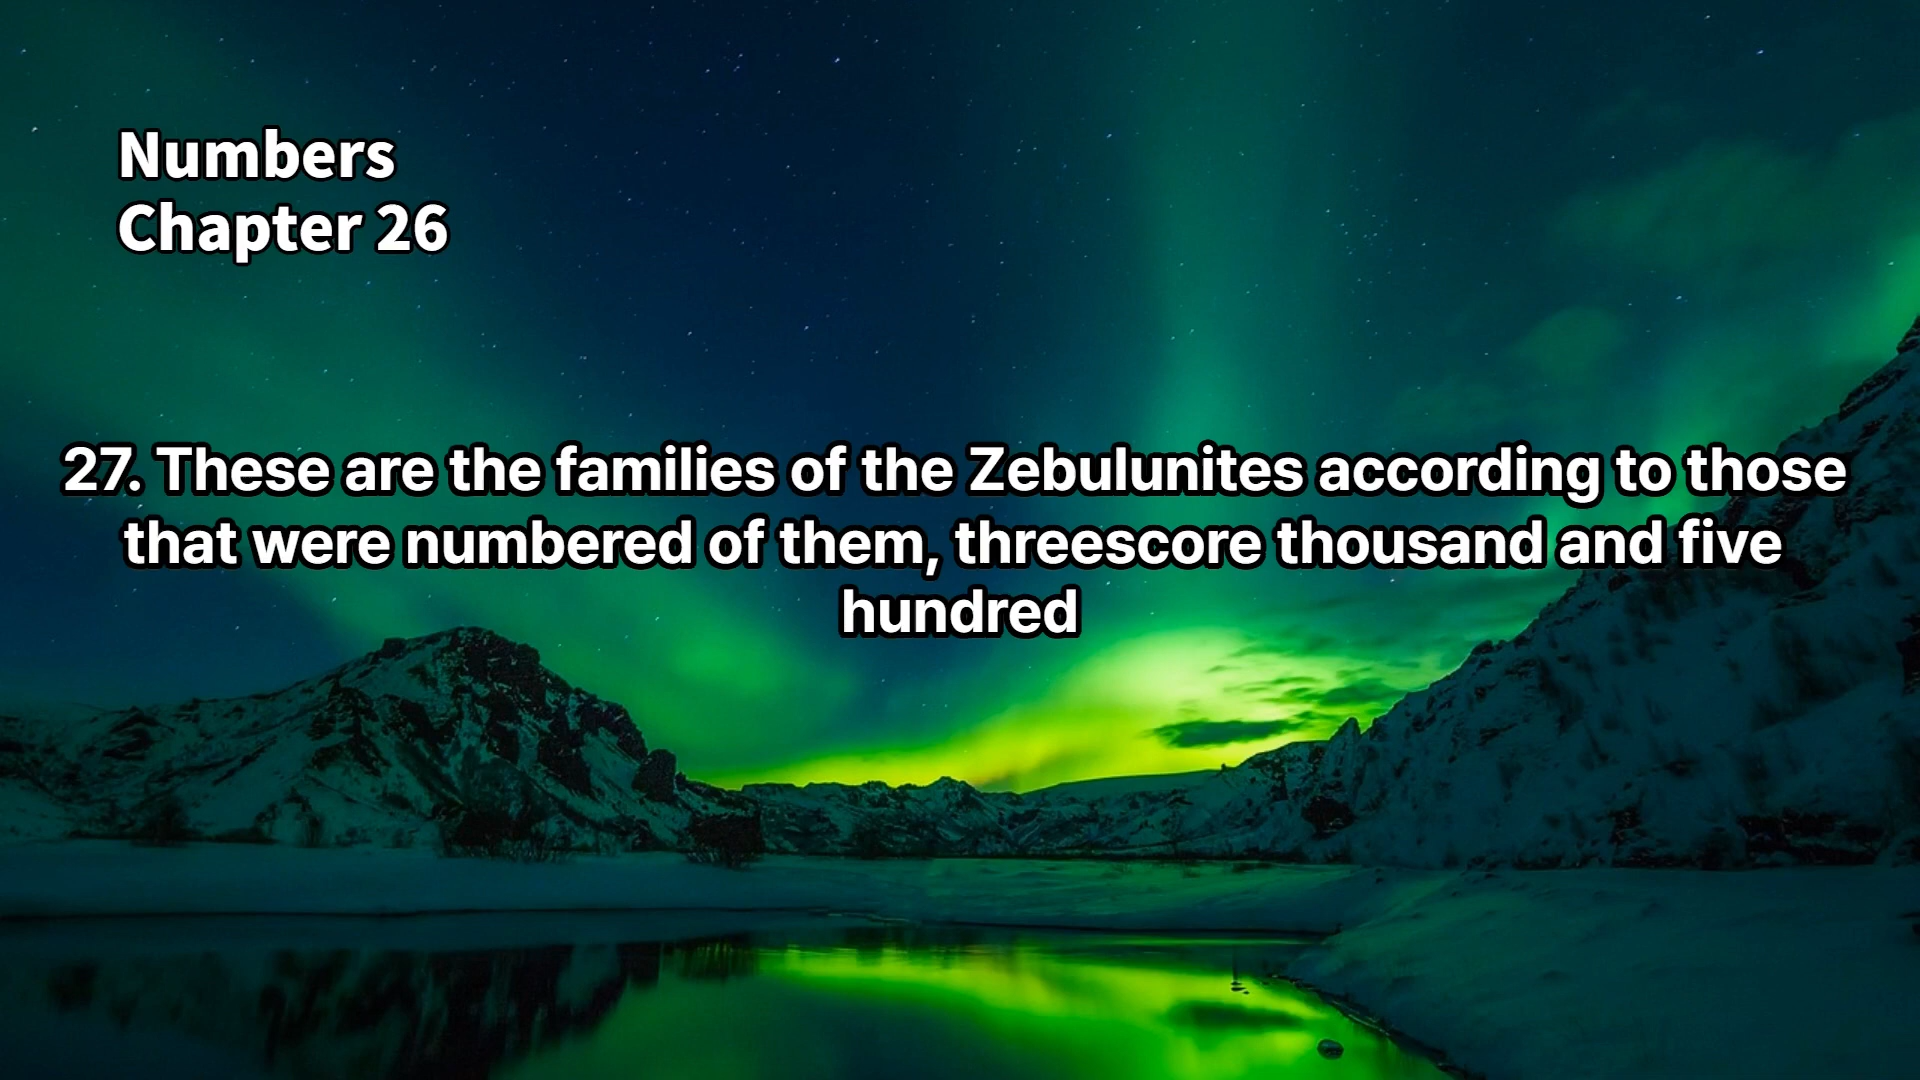 Numbers
Chapter 26
27. These are the families of the Zebulunites according to those
that were numbered of them, threescore thousand and five
hundred